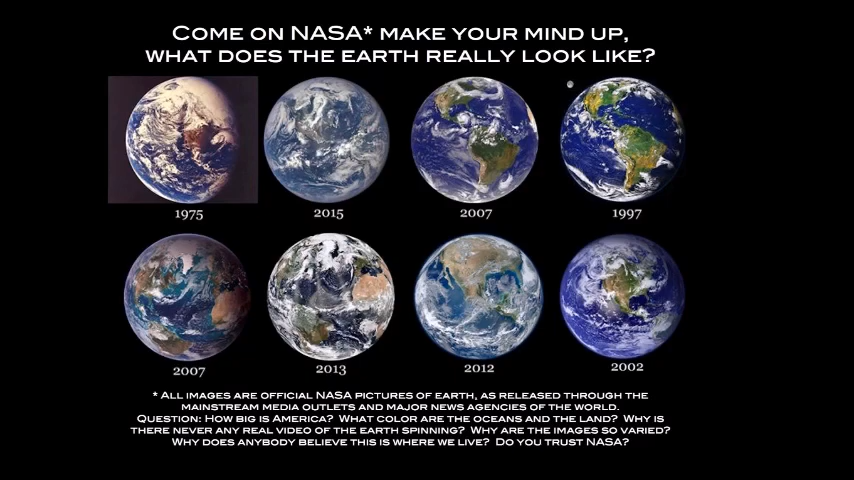 COME ON NASA* MAKE YOUR MIND UP,
WHAT DOES THE EARTH REALLY LOOK LIKE?
1975 2015 2007 1997
2007 2013 2012 2002
* ALL IMAGES ARE OFFICIAL NASA PICTURES OF EARTH, AS RELEASED THROUGH THE
MAINSTREAM MEDIA OUTLETS AND MAJOR NEWS AGENCIES OF THE WORLD.
QUESTION: HOW BIG IS AMERICA? WHAT COLOR ARE THE OCEANS AND THE LAND? WHY IS
THERE NEVER ANY REAL VIDEO OF THE EARTH SPINNING? WHY ARE THE IMAGES SO VARIED?
WHY DOES ANYBODY BELIEVE THIS IS WHERE WE LIVE? DO YOU TRUST NASA?